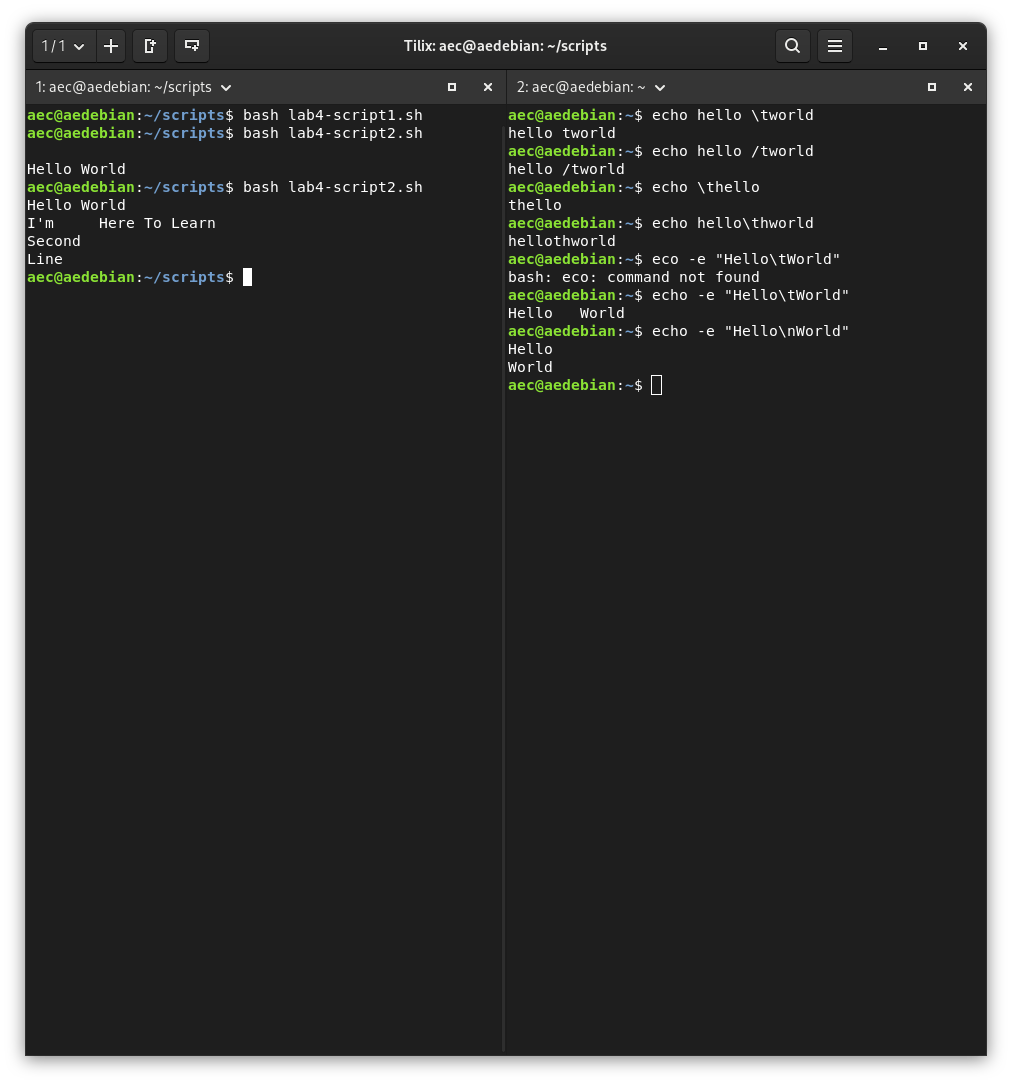 1 / 1
Tilix: aec@aedebian: ~/scripts
1: aec@aedebian: ~/scripts
aec@aedebian:~/scripts$ bash lab4-script1.sh
aec@aedebian:~/scripts$ bash lab4-script2.sh

Hello World
aec@aedebian:~/scripts$ bash lab4-script2.sh
Hello World
I'm     Here To Learn
Second
Line
aec@aedebian:~/scripts$
2: aec@aedebian: ~
aec@aedebian:~$ echo hello \tworld
hello tworld
aec@aedebian:~$ echo hello /tworld
hello /tworld
aec@aedebian:~$ echo \thello
thello
aec@aedebian:~$ echo hello\thworld
hellothworld
aec@aedebian:~$ eco -e "Hello\tWorld"
bash: eco: command not found
aec@aedebian:~$ echo -e "Hello\tWorld"
Hello   World
aec@aedebian:~$ echo -e "Hello\nWorld"
Hello
World
aec@aedebian:~$